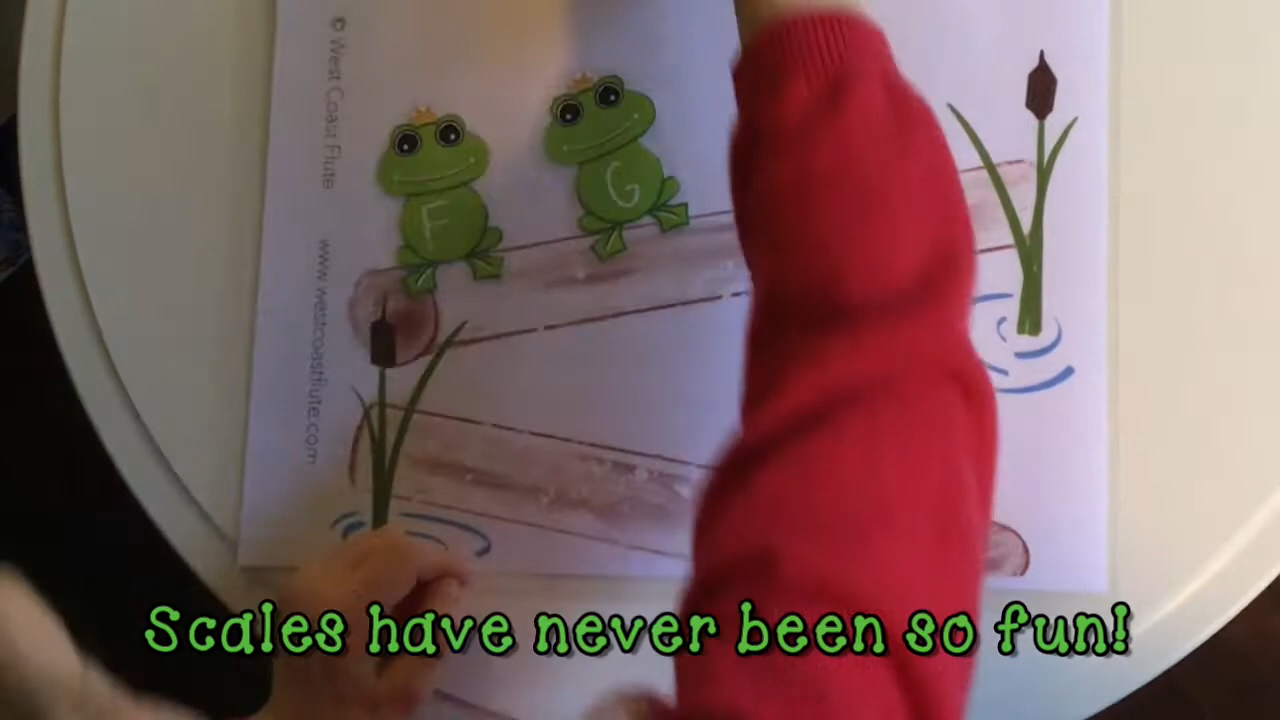 © West Coast Flute
www.westcoastflute.com
F
G
Scales have never been so fun!